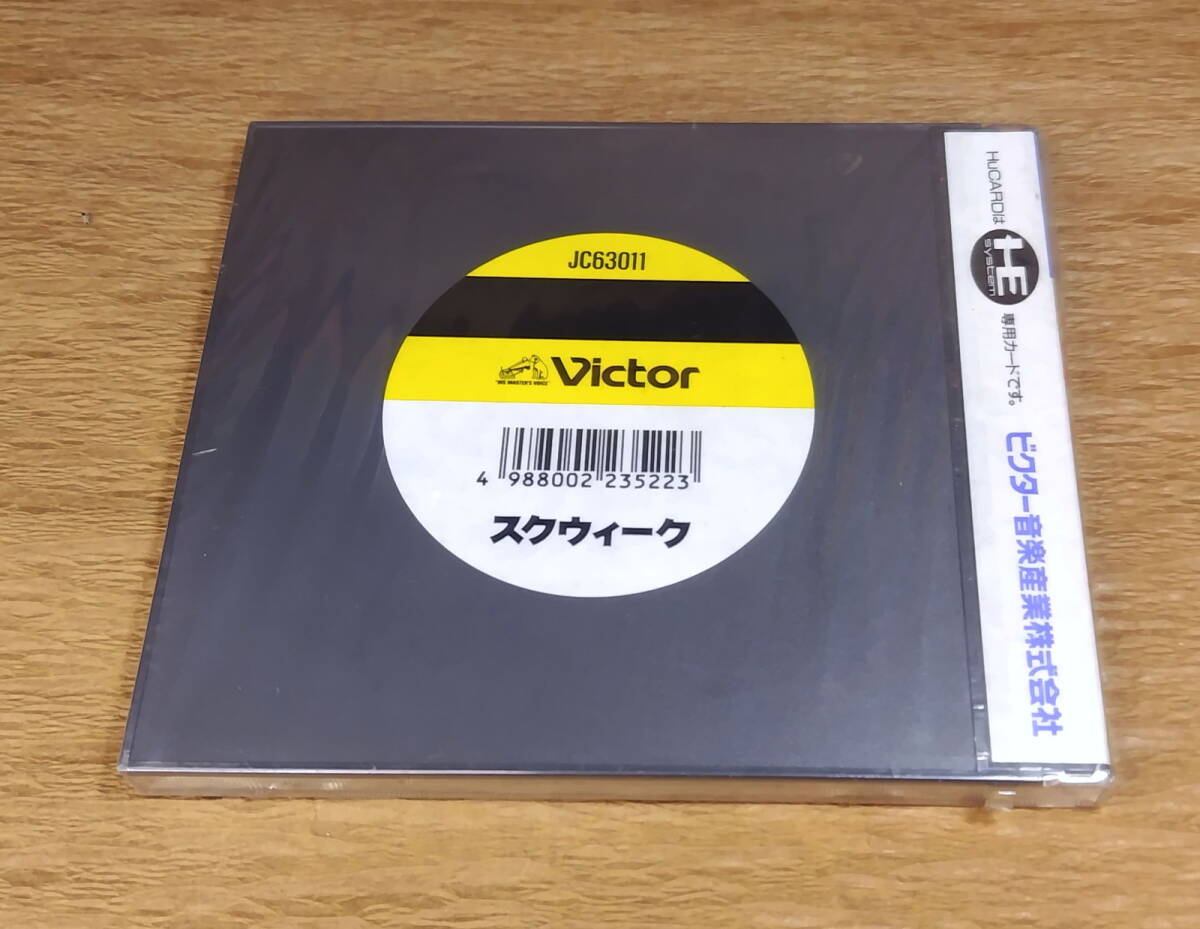 JC63011
"HIS MASTER'S VOICE"
Victor
4 988002 235223
スクウィーク
HuCARDは HE system 専用カードです。
ビクター音楽産業株式会社